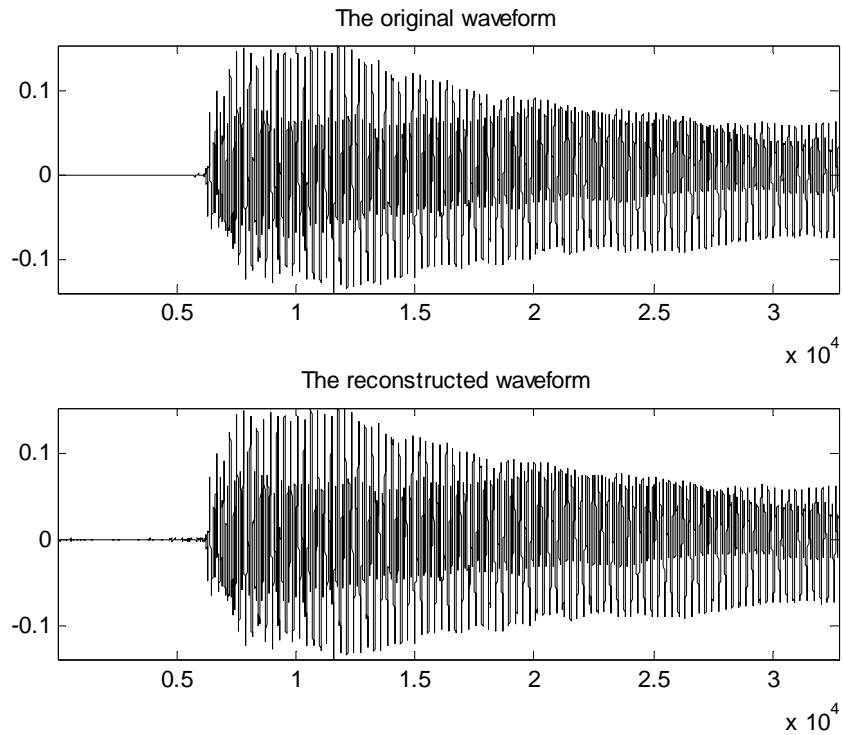 The original waveform
0.1
0
-0.1
0.5 1 1.5 2 2.5 3
x 10^4
The reconstructed waveform
0.1
0
-0.1
0.5 1 1.5 2 2.5 3
x 10^4